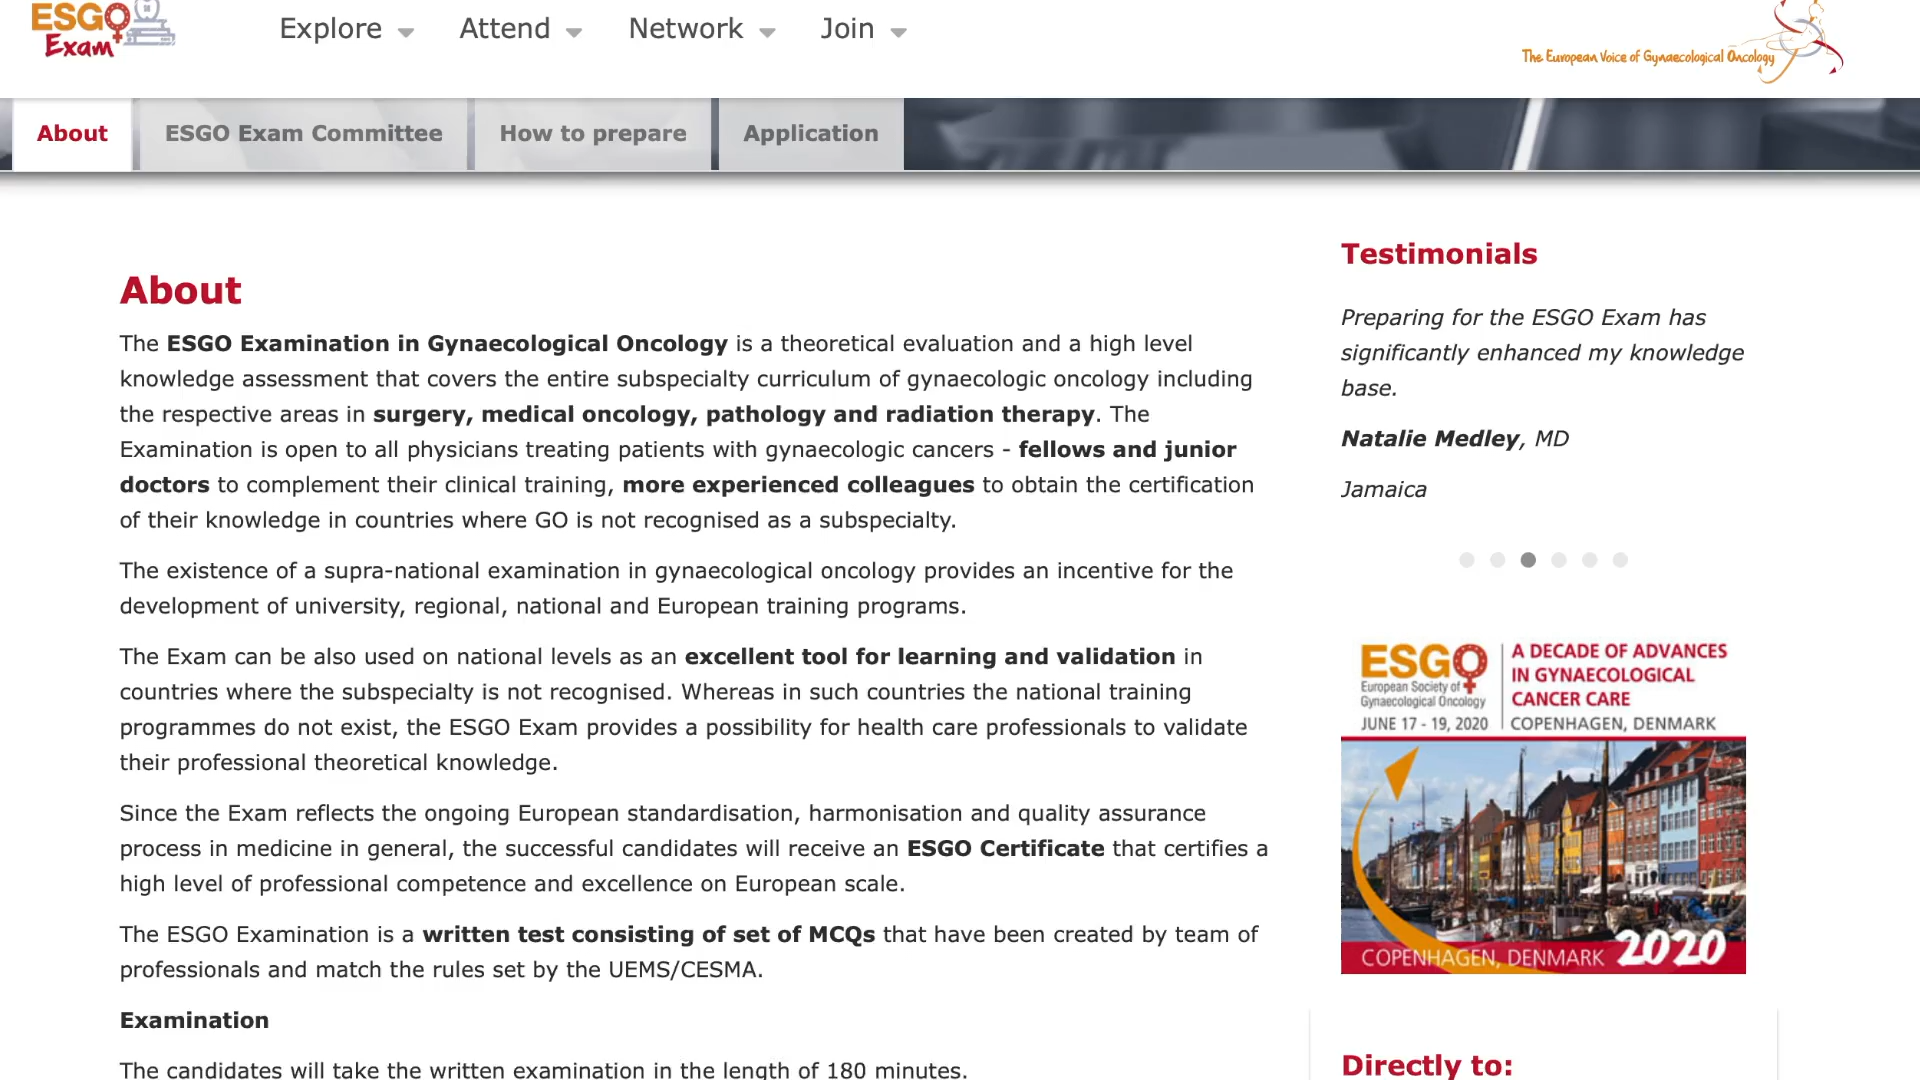 ESGO
Exam
Explore
Attend
Network
Join
The European Voice of Gynaecological Oncology
About
ESGO Exam Committee
How to prepare
Application
About
The ESGO Examination in Gynaecological Oncology is a theoretical evaluation and a high level
knowledge assessment that covers the entire subspecialty curriculum of gynaecologic oncology including
the respective areas in surgery, medical oncology, pathology and radiation therapy. The
Examination is open to all physicians treating patients with gynaecologic cancers - fellows and junior
doctors to complement their clinical training, more experienced colleagues to obtain the certification
of their knowledge in countries where GO is not recognised as a subspecialty.
The existence of a supra-national examination in gynaecological oncology provides an incentive for the
development of university, regional, national and European training programs.
The Exam can be also used on national levels as an excellent tool for learning and validation in
countries where the subspecialty is not recognised. Whereas in such countries the national training
programmes do not exist, the ESGO Exam provides a possibility for health care professionals to validate
their professional theoretical knowledge.
Since the Exam reflects the ongoing European standardisation, harmonisation and quality assurance
process in medicine in general, the successful candidates will receive an ESGO Certificate that certifies a
high level of professional competence and excellence on European scale.
The ESGO Examination is a written test consisting of set of MCQs that have been created by team of
professionals and match the rules set by the UEMS/CESMA.
Examination
The candidates will take the written examination in the length of 180 minutes.
Testimonials
Preparing for the ESGO Exam has
significantly enhanced my knowledge
base.
Natalie Medley, MD
Jamaica
ESGO
European Society of
Gynaecological Oncology
JUNE 17 - 19, 2020
A DECADE OF ADVANCES
IN GYNAECOLOGICAL
CANCER CARE
COPENHAGEN, DENMARK
COPENHAGEN, DENMARK 2020
Directly to: